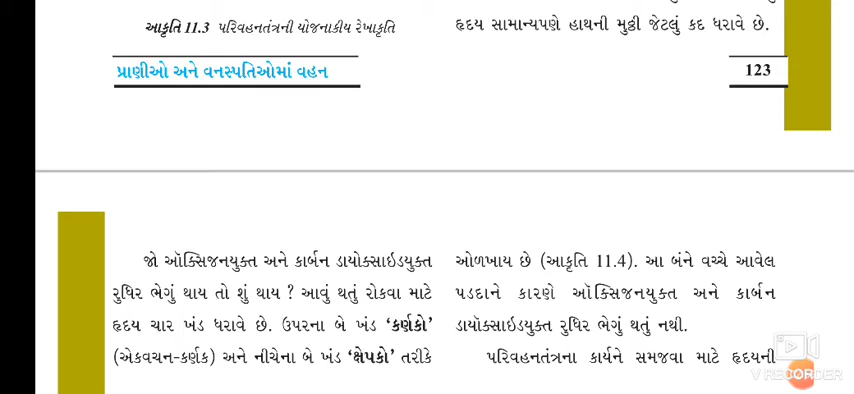 આકૃતિ 11.3 પરિવહનતંત્રની યોજનાકીય રેખાકૃતિ
હૃદય સામાન્યપણે હાથની મુઠ્ઠી જેટલું કદ ધરાવે છે.
પ્રાણીઓ અને વનસ્પતિઓમાં વહન
123
જો ઑક્સિજનયુક્ત અને કાર્બન ડાયોક્સાઇડયુક્ત
રુધિર ભેગું થાય તો શું થાય ? આવું થતું રોકવા માટે
હૃદય ચાર ખંડ ધરાવે છે. ઉપરના બે ખંડ ‘કર્ણકો’
(એકવચન-કર્ણક) અને નીચેના બે ખંડ ‘ક્ષેપકો’ તરીકે
ઓળખાય છે (આકૃતિ 11.4). આ બંને વચ્ચે આવેલ
પડદાને કારણે ઑક્સિજનયુક્ત અને કાર્બન
ડાયૉક્સાઇડયુક્ત રુધિર ભેગું થતું નથી.
પરિવહનતંત્રના કાર્યને સમજવા માટે હૃદયની
V RECORDER